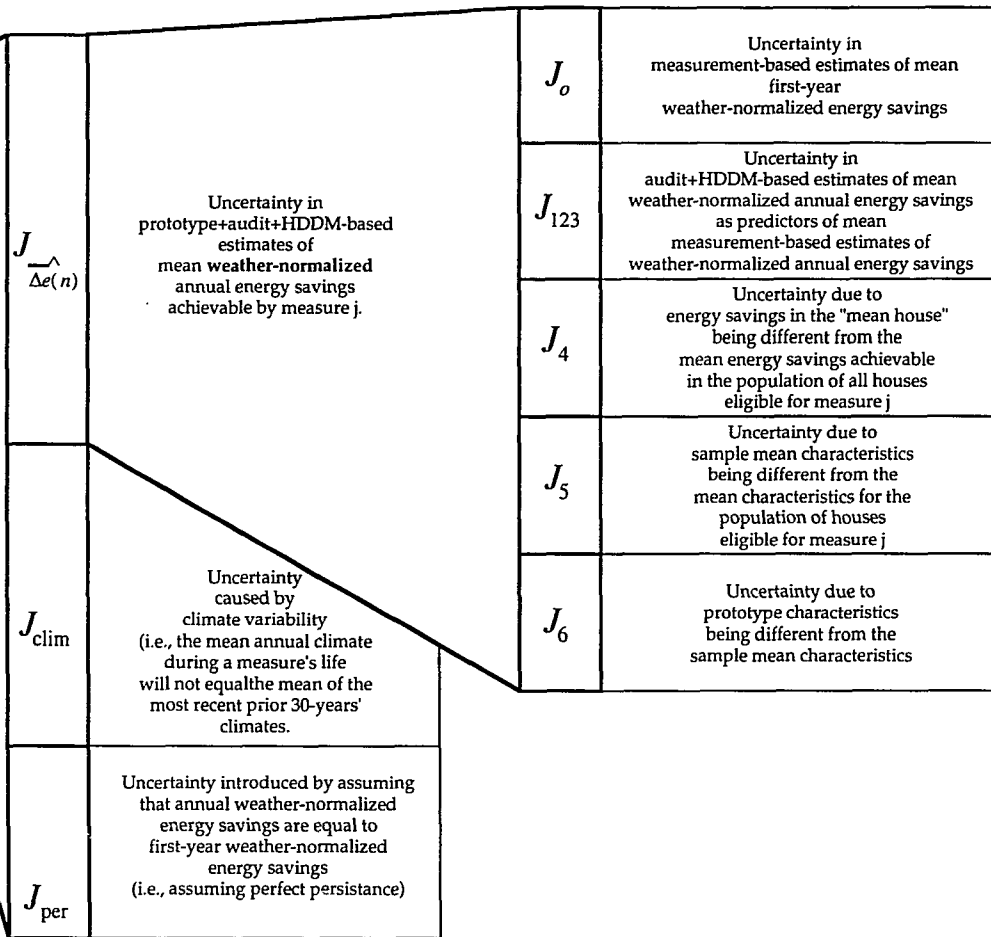 J_Δe(n)^
Uncertainty in
prototype+audit+HDDM-based
estimates of
mean weather-normalized
annual energy savings
achievable by measure j.
J_clim
Uncertainty
caused by
climate variability
(i.e., the mean annual climate
during a measure's life
will not equalthe mean of the
most recent prior 30-years'
climates.
J_per
Uncertainty introduced by assuming
that annual weather-normalized
energy savings are equal to
first-year weather-normalized
energy savings
(i.e., assuming perfect persistance)
J_o
Uncertainty in
measurement-based estimates of mean
first-year
weather-normalized energy savings
J_123
Uncertainty in
audit+HDDM-based estimates of mean
weather-normalized annual energy savings
as predictors of mean
measurement-based estimates of
weather-normalized annual energy savings
J_4
Uncertainty due to
energy savings in the "mean house"
being different from the
mean energy savings achievable
in the population of all houses
eligible for measure j
J_5
Uncertainty due to
sample mean characteristics
being different from the
mean characteristics for the
population of houses
eligible for measure j
J_6
Uncertainty due to
prototype characteristics
being different from the
sample mean characteristics